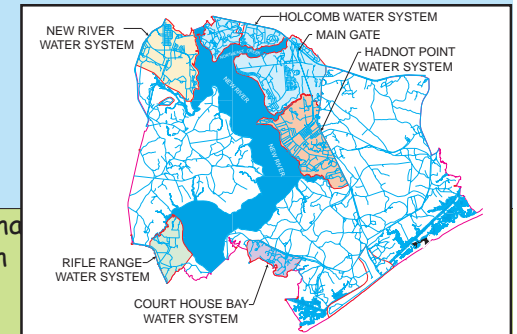 HOLCOMB WATER SYSTEM
NEW RIVER
WATER SYSTEM
MAIN GATE
HADNOT POINT
WATER SYSTEM
NEW RIVER
NEW RIVER
RIFLE RANGE
WATER SYSTEM
COURT HOUSE BAY
WATER SYSTEM